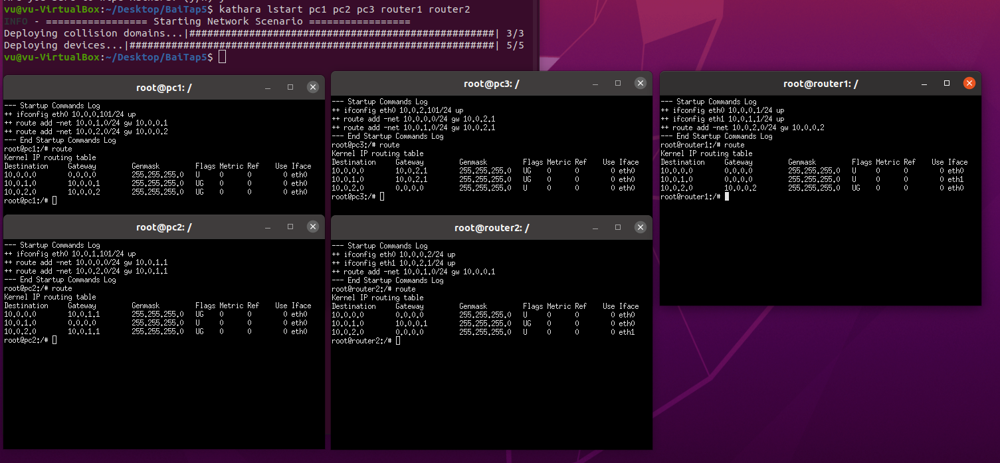 vu@vu-VirtualBox:~/Desktop/BaiTap5$ kathara lstart pc1 pc2 pc3 router1 router2
INFO - ================= Starting Network Scenario =================
Deploying collision domains...|###################################################| 3/3
Deploying devices...|#############################################################| 5/5
vu@vu-VirtualBox:~/Desktop/BaiTap5$
root@pc1: /
--- Startup Commands Log
++ ifconfig eth0 10.0.0.101/24 up
++ route add -net 10.0.1.0/24 gw 10.0.0.1
++ route add -net 10.0.2.0/24 gw 10.0.0.2
--- End Startup Commands Log
root@pc1:/# route
Kernel IP routing table
Destination     Gateway         Genmask         Flags Metric Ref    Use Iface
10.0.0.0        0.0.0.0         255.255.255.0   U     0      0        0 eth0
10.0.1.0        10.0.0.1        255.255.255.0   UG    0      0        0 eth0
10.0.2.0        10.0.0.2        255.255.255.0   UG    0      0        0 eth0
root@pc1:/#
root@pc2: /
--- Startup Commands Log
++ ifconfig eth0 10.0.1.101/24 up
++ route add -net 10.0.0.0/24 gw 10.0.1.1
++ route add -net 10.0.2.0/24 gw 10.0.1.1
--- End Startup Commands Log
root@pc2:/# route
Kernel IP routing table
Destination     Gateway         Genmask         Flags Metric Ref    Use Iface
10.0.0.0        10.0.1.1        255.255.255.0   UG    0      0        0 eth0
10.0.1.0        0.0.0.0         255.255.255.0   U     0      0        0 eth0
10.0.2.0        10.0.1.1        255.255.255.0   UG    0      0        0 eth0
root@pc2:/#
root@pc3: /
--- Startup Commands Log
++ ifconfig eth0 10.0.2.101/24 up
++ route add -net 10.0.0.0/24 gw 10.0.2.1
++ route add -net 10.0.1.0/24 gw 10.0.2.1
--- End Startup Commands Log
root@pc3:/# route
Kernel IP routing table
Destination     Gateway         Genmask         Flags Metric Ref    Use Iface
10.0.0.0        10.0.2.1        255.255.255.0   UG    0      0        0 eth0
10.0.1.0        10.0.2.1        255.255.255.0   UG    0      0        0 eth0
10.0.2.0        0.0.0.0         255.255.255.0   U     0      0        0 eth0
root@pc3:/#
root@router2: /
--- Startup Commands Log
++ ifconfig eth0 10.0.0.2/24 up
++ ifconfig eth1 10.0.2.1/24 up
++ route add -net 10.0.1.0/24 gw 10.0.0.1
--- End Startup Commands Log
root@router2:/# route
Kernel IP routing table
Destination     Gateway         Genmask         Flags Metric Ref    Use Iface
10.0.0.0        0.0.0.0         255.255.255.0   U     0      0        0 eth0
10.0.1.0        10.0.0.1        255.255.255.0   UG    0      0        0 eth0
10.0.2.0        0.0.0.0         255.255.255.0   U     0      0        0 eth1
root@router2:/#
root@router1: /
--- Startup Commands Log
++ ifconfig eth0 10.0.0.1/24 up
++ ifconfig eth1 10.0.1.1/24 up
++ route add -net 10.0.2.0/24 gw 10.0.0.2
--- End Startup Commands Log
root@router1:/# route
Kernel IP routing table
Destination     Gateway         Genmask         Flags Metric Ref    Use Iface
10.0.0.0        0.0.0.0         255.255.255.0   U     0      0        0 eth0
10.0.1.0        0.0.0.0         255.255.255.0   U     0      0        0 eth1
10.0.2.0        10.0.0.2        255.255.255.0   UG    0      0        0 eth0
root@router1:/#